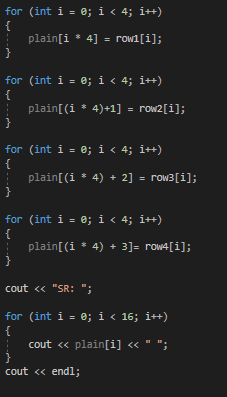 for (int i = 0; i < 4; i++)
{
plain[i * 4] = row1[i];
}
for (int i = 0; i < 4; i++)
{
plain[(i * 4)+1] = row2[i];
}
for (int i = 0; i < 4; i++)
{
plain[(i * 4) + 2] = row3[i];
}
for (int i = 0; i < 4; i++)
{
plain[(i * 4) + 3]= row4[i];
}
cout << "SR: ";
for (int i = 0; i < 16; i++)
{
cout << plain[i] << " ";
}
cout << endl;